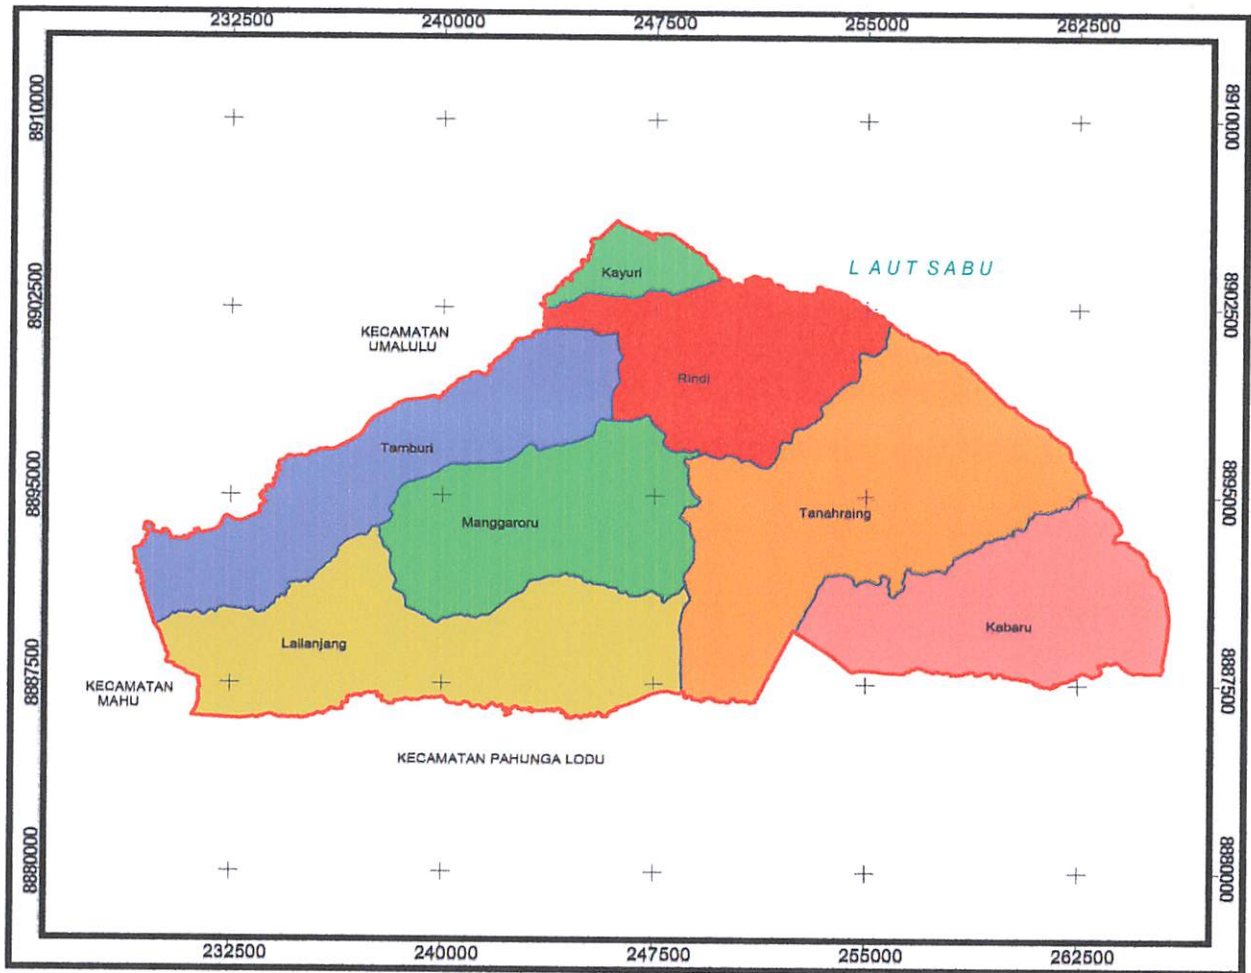 232500 240000 247500 255000 262500
8910000 8910000
LAUT SABU
Kayuri
8902500 8902500
KECAMATAN
UMALULU
Rindi
Tamburi
8895000 8895000
Manggaroru
Tanahraing
Kabaru
Lailanjang
8887500 8887500
KECAMATAN
MAHU
KECAMATAN PAHUNGA LODU
8880000 8880000
232500 240000 247500 255000 262500